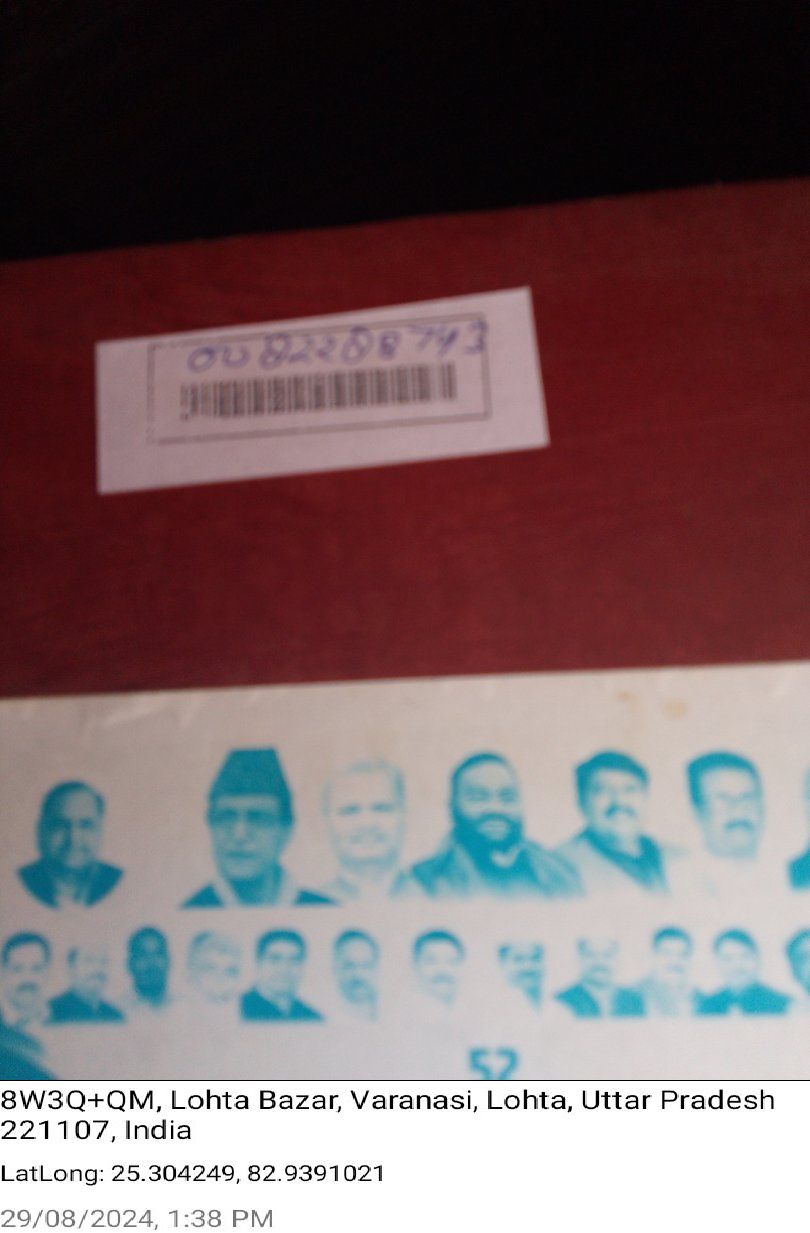 0082288743
52
8W3Q+QM, Lohta Bazar, Varanasi, Lohta, Uttar Pradesh
221107, India
LatLong: 25.304249, 82.9391021
29/08/2024, 1:38 PM